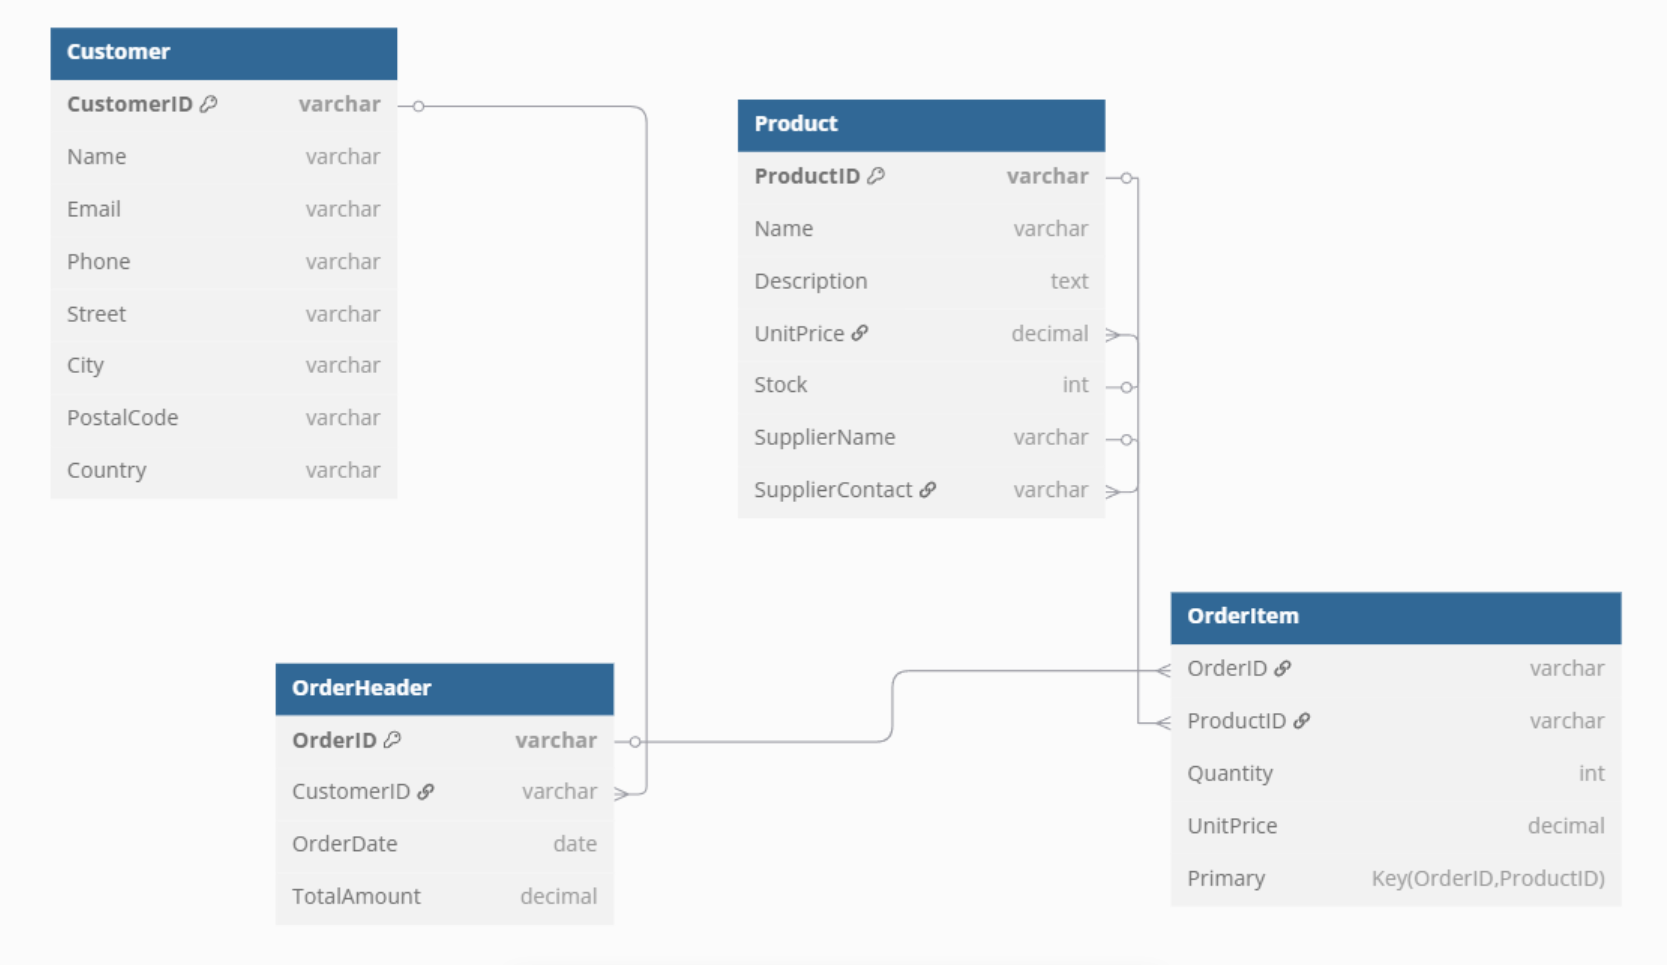 Customer
CustomerID varchar
Name varchar
Email varchar
Phone varchar
Street varchar
City varchar
PostalCode varchar
Country varchar
Product
ProductID varchar
Name varchar
Description text
UnitPrice decimal
Stock int
SupplierName varchar
SupplierContact varchar
OrderHeader
OrderID varchar
CustomerID varchar
OrderDate date
TotalAmount decimal
OrderItem
OrderID varchar
ProductID varchar
Quantity int
UnitPrice decimal
Primary Key(OrderID,ProductID)